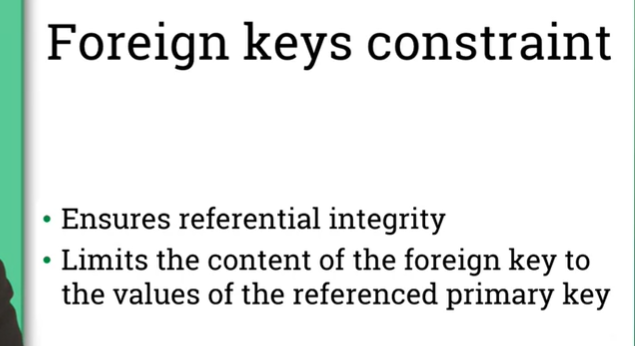 Foreign keys constraint
• Ensures referential integrity
• Limits the content of the foreign key to
the values of the referenced primary key